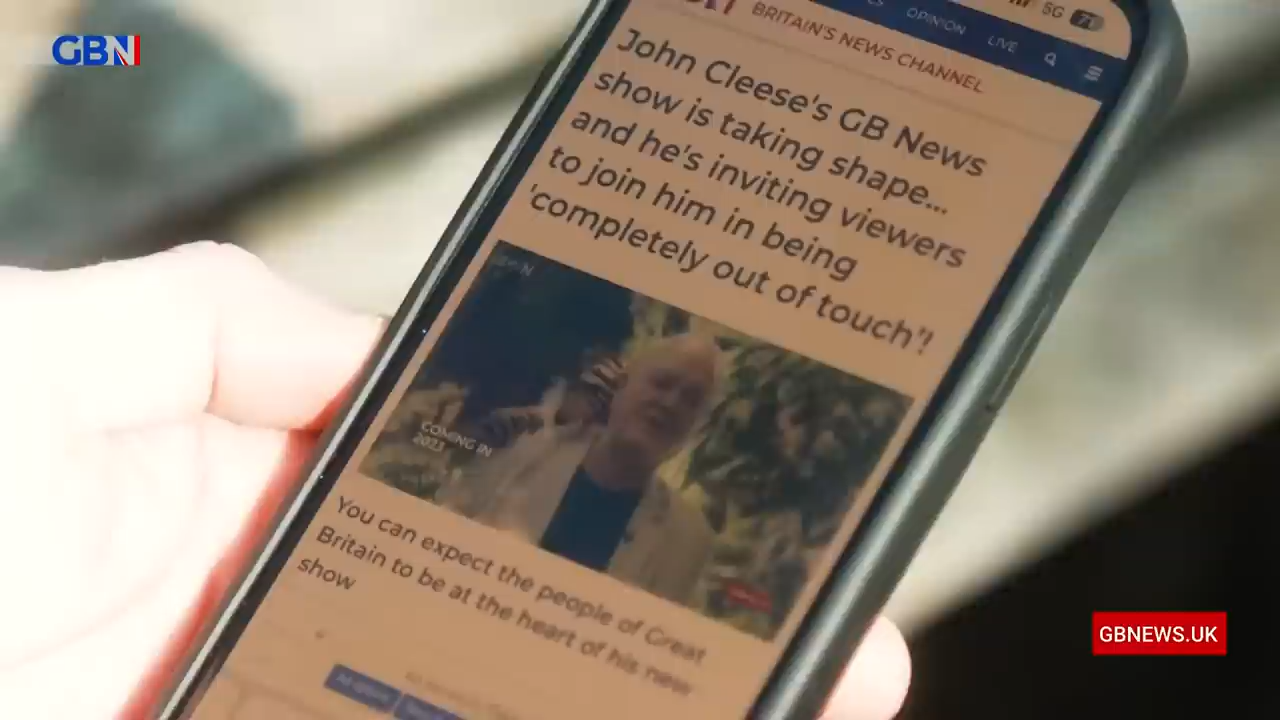 GBN
5G 71
OPINION LIVE
BRITAIN'S NEWS CHANNEL
John Cleese's GB News
show is taking shape...
and he's inviting viewers
to join him in being
'completely out of touch'!
COMING IN
2023
You can expect the people of Great
Britain to be at the heart of his new
show
GBNEWS.UK